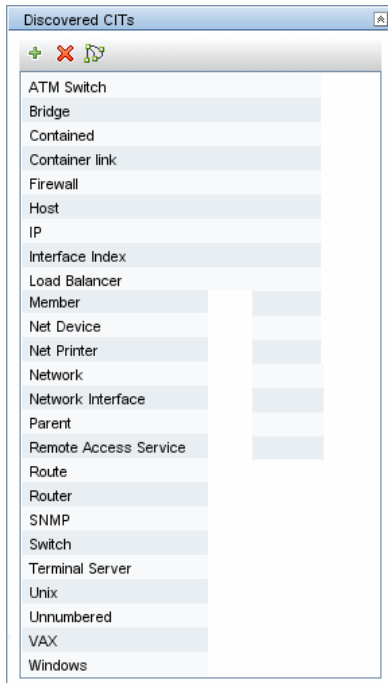 Discovered CITs
ATM Switch
Bridge
Contained
Container link
Firewall
Host
IP
Interface Index
Load Balancer
Member
Net Device
Net Printer
Network
Network Interface
Parent
Remote Access Service
Route
Router
SNMP
Switch
Terminal Server
Unix
Unnumbered
VAX
Windows